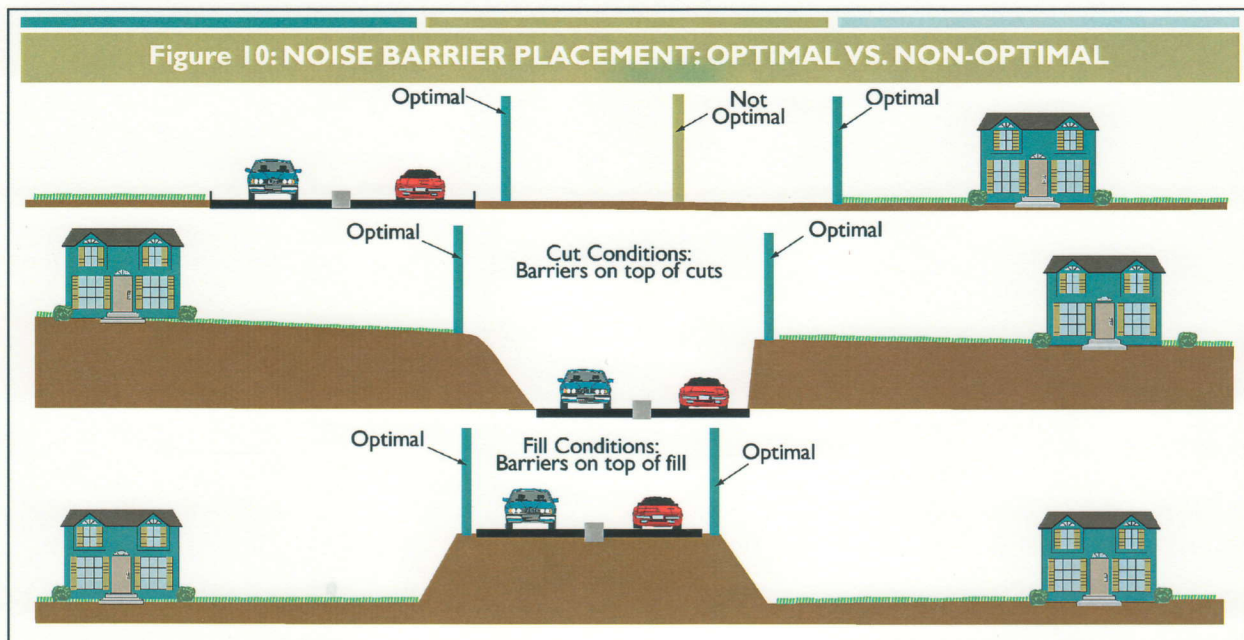 Figure 10: NOISE BARRIER PLACEMENT: OPTIMAL VS. NON-OPTIMAL
Optimal
Not
Optimal
Optimal
Optimal
Cut Conditions:
Barriers on top of cuts
Optimal
Optimal
Fill Conditions:
Barriers on top of fill
Optimal